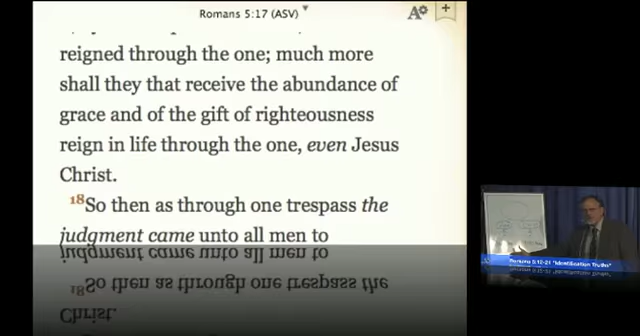 Romans 5:17 (ASV)
reigned through the one; much more
shall they that receive the abundance of
grace and of the gift of righteousness
reign in life through the one, even Jesus
Christ.
18So then as through one trespass the
judgment came unto all men to
Romans 5:12-21 "Identification Truths"